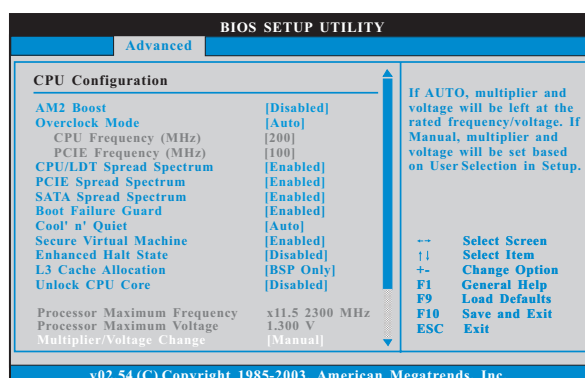 BIOS SETUP UTILITY
Advanced
CPU Configuration
AM2 Boost [Disabled]
Overclock Mode [Auto]
CPU Frequency (MHz) [200]
PCIE Frequency (MHz) [100]
CPU/LDT Spread Spectrum [Enabled]
PCIE Spread Spectrum [Enabled]
SATA Spread Spectrum [Enabled]
Boot Failure Guard [Enabled]
Cool' n' Quiet [Auto]
Secure Virtual Machine [Enabled]
Enhanced Halt State [Disabled]
L3 Cache Allocation [BSP Only]
Unlock CPU Core [Disabled]
Processor Maximum Frequency x11.5 2300 MHz
Processor Maximum Voltage 1.300 V
Multiplier/Voltage Change [Manual]
If AUTO, multiplier and
voltage will be left at the
rated frequency/voltage. If
Manual, multiplier and
voltage will be set based
on User Selection in Setup.
←→ Select Screen
↑↓ Select Item
+- Change Option
F1 General Help
F9 Load Defaults
F10 Save and Exit
ESC Exit
v02.54 (C) Copyright 1985-2003, American Megatrends, Inc.